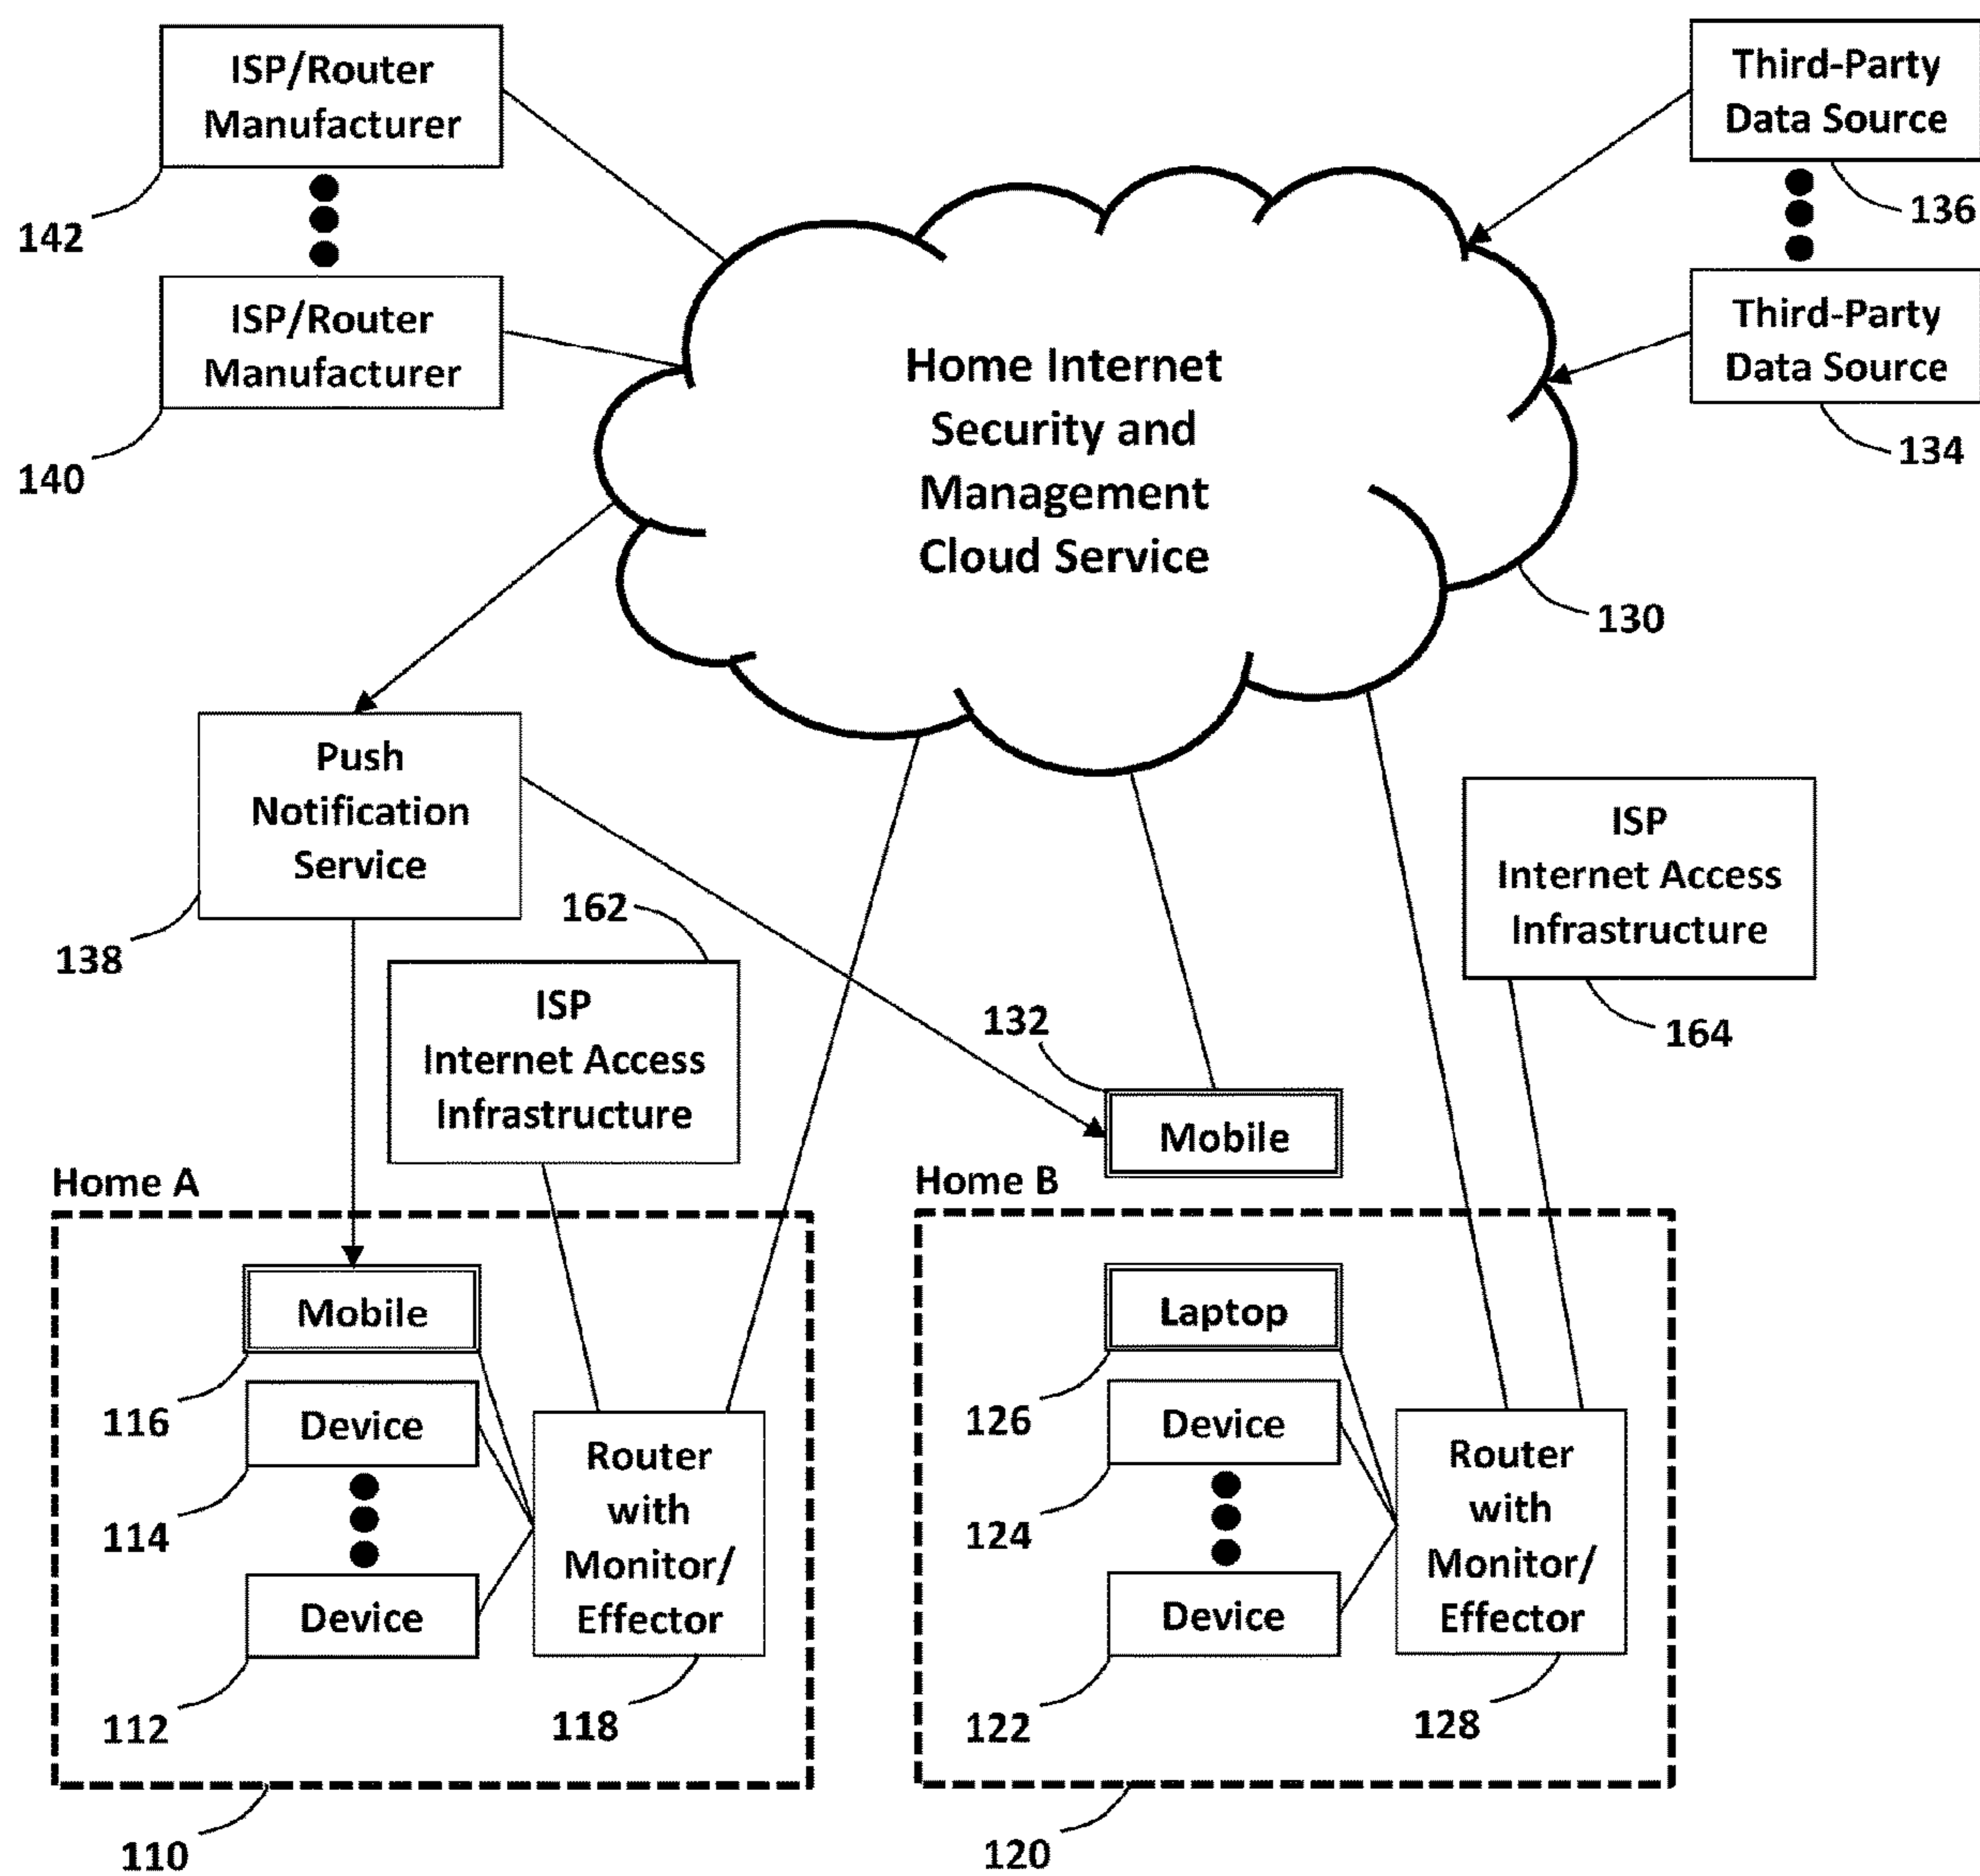 ISP/Router
Manufacturer
142
ISP/Router
Manufacturer
140
Third-Party
Data Source
136
Third-Party
Data Source
134
Home Internet
Security and
Management
Cloud Service
130
Push
Notification
Service
138
162
ISP
Internet Access
Infrastructure
132
Mobile
ISP
Internet Access
Infrastructure
164
Home A
Mobile
116
Device
114
Device
112
Router
with
Monitor/
Effector
118
110
Home B
Laptop
126
Device
124
Device
122
Router
with
Monitor/
Effector
128
120